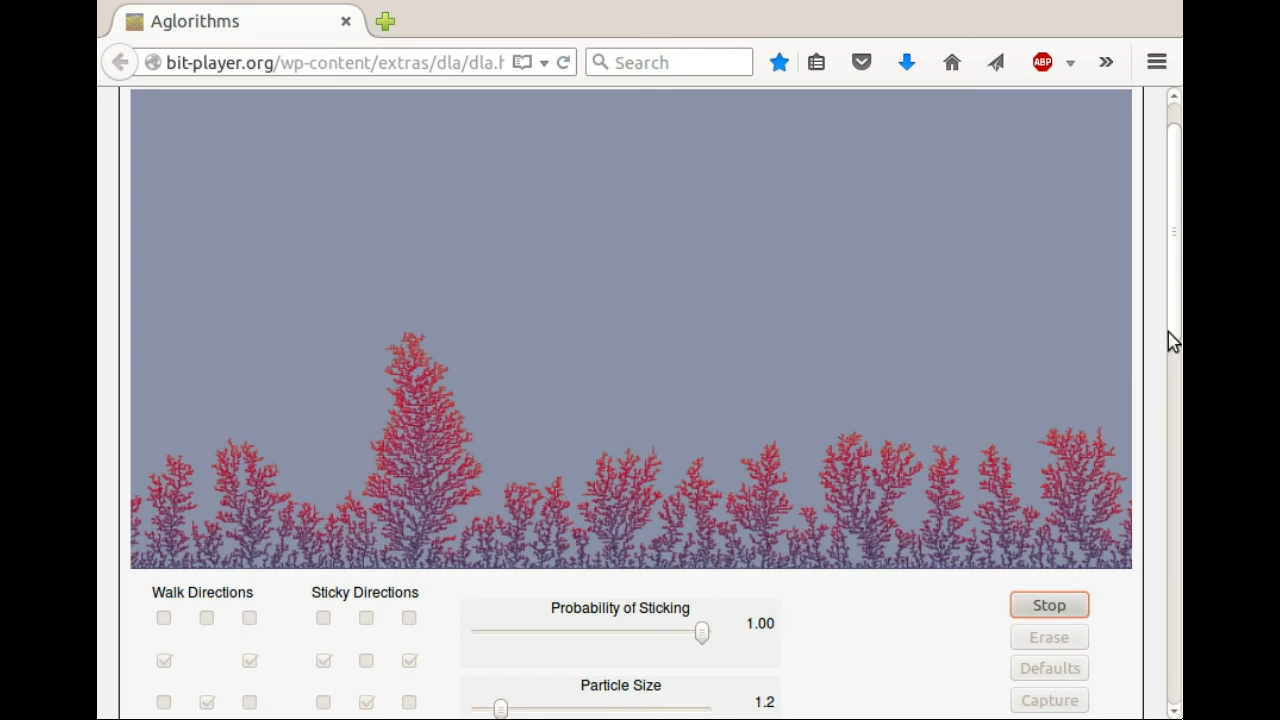 Aglorithms
bit-player.org/wp-content/extras/dla/dla.h
Search
ABP
Walk Directions
Sticky Directions
Probability of Sticking
1.00
Particle Size
1.2
Stop
Erase
Defaults
Capture